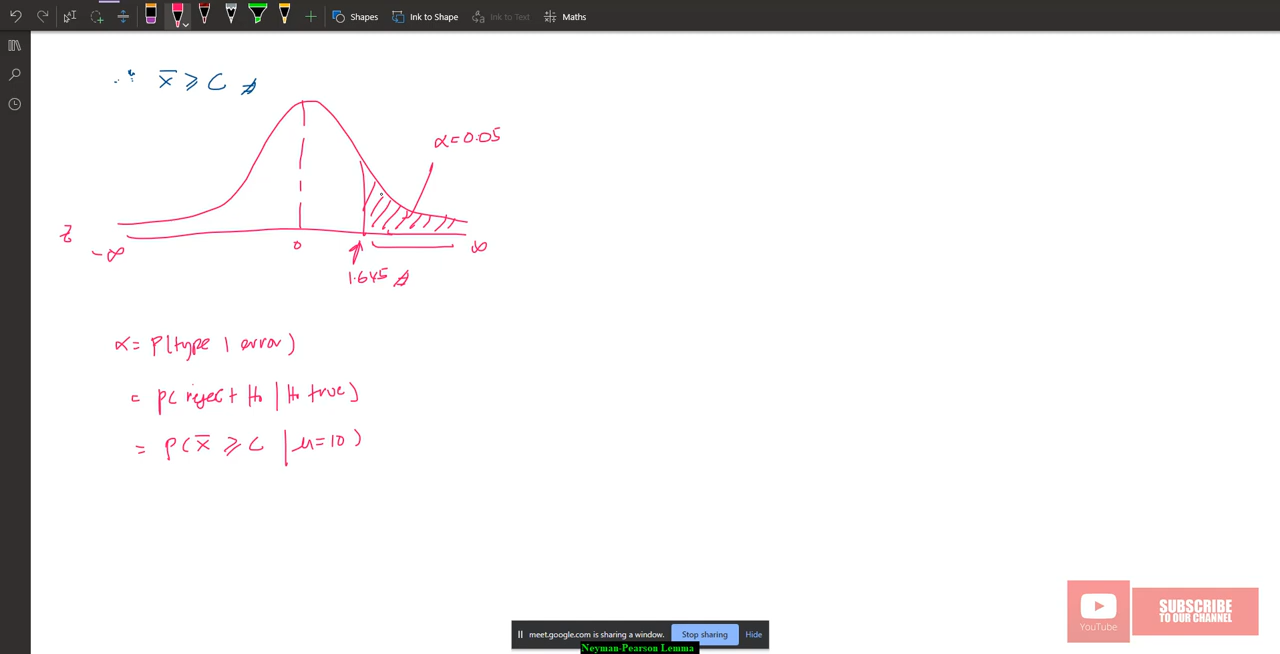 Shapes Ink to Shape Ink to Text Maths
∴ x̄ ≥ C
α=0.05
z
-∞ 0 ∞
1.645
α = P(type 1 error)
= P( reject H₀ | H₀ true)
= P( x̄ ≥ C | μ=10 )
YouTube
SUBSCRIBE
TO OUR CHANNEL
meet.google.com is sharing a window. Stop sharing Hide
Neyman-Pearson Lemma